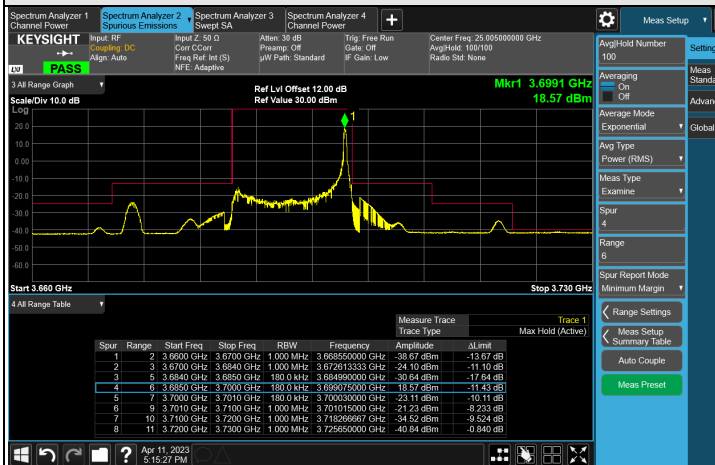 Spectrum Analyzer 1
Channel Power
Spectrum Analyzer 2
Spurious Emissions
Spectrum Analyzer 3
Swept SA
Spectrum Analyzer 4
Channel Power
Meas Setup
KEYSIGHT
LXI
PASS
Input: RF
Coupling: DC
Align: Auto
Input Z: 50 Ω
Corr CCorr
Freq Ref: Int (S)
NFE: Adaptive
Atten: 30 dB
Preamp: Off
µW Path: Standard
Trig: Free Run
Gate: Off
IF Gain: Low
Center Freq: 25.005000000 GHz
Avg|Hold: 100/100
Radio Std: None
3 All Range Graph
Scale/Div 10.0 dB
Ref Lvl Offset 12.00 dB
Ref Value 30.00 dBm
Mkr1 3.6991 GHz
18.57 dBm
Log
20.0
10.0
0.00
-10.0
-20.0
-30.0
-40.0
-50.0
-60.0
1
Start 3.660 GHz
Stop 3.730 GHz
4 All Range Table
Measure Trace Trace 1
Trace Type Max Hold (Active)
Spur Range Start Freq Stop Freq RBW Frequency Amplitude ΔLimit
1 2 3.6600 GHz 3.6700 GHz 1.000 MHz 3.668550000 GHz -38.67 dBm -13.67 dB
2 3 3.6700 GHz 3.6840 GHz 1.000 MHz 3.672613333 GHz -24.10 dBm -11.10 dB
3 5 3.6840 GHz 3.6850 GHz 180.0 kHz 3.684990000 GHz -30.64 dBm -17.64 dB
4 6 3.6850 GHz 3.7000 GHz 180.0 kHz 3.699075000 GHz 18.57 dBm -11.43 dB
5 7 3.7000 GHz 3.7010 GHz 180.0 kHz 3.700030000 GHz -23.11 dBm -10.11 dB
6 9 3.7010 GHz 3.7100 GHz 1.000 MHz 3.701015000 GHz -21.23 dBm -8.233 dB
7 10 3.7100 GHz 3.7200 GHz 1.000 MHz 3.718266667 GHz -34.52 dBm -9.524 dB
8 11 3.7200 GHz 3.7300 GHz 1.000 MHz 3.725650000 GHz -40.84 dBm -0.840 dB
Avg|Hold Number
100
Averaging
On
Off
Average Mode
Exponential
Avg Type
Power (RMS)
Meas Type
Examine
Spur
4
Range
6
Spur Report Mode
Minimum Margin
Range Settings
Meas Setup
Summary Table
Auto Couple
Meas Preset
Meas
Global
?
Apr 11, 2023
5:15:27 PM